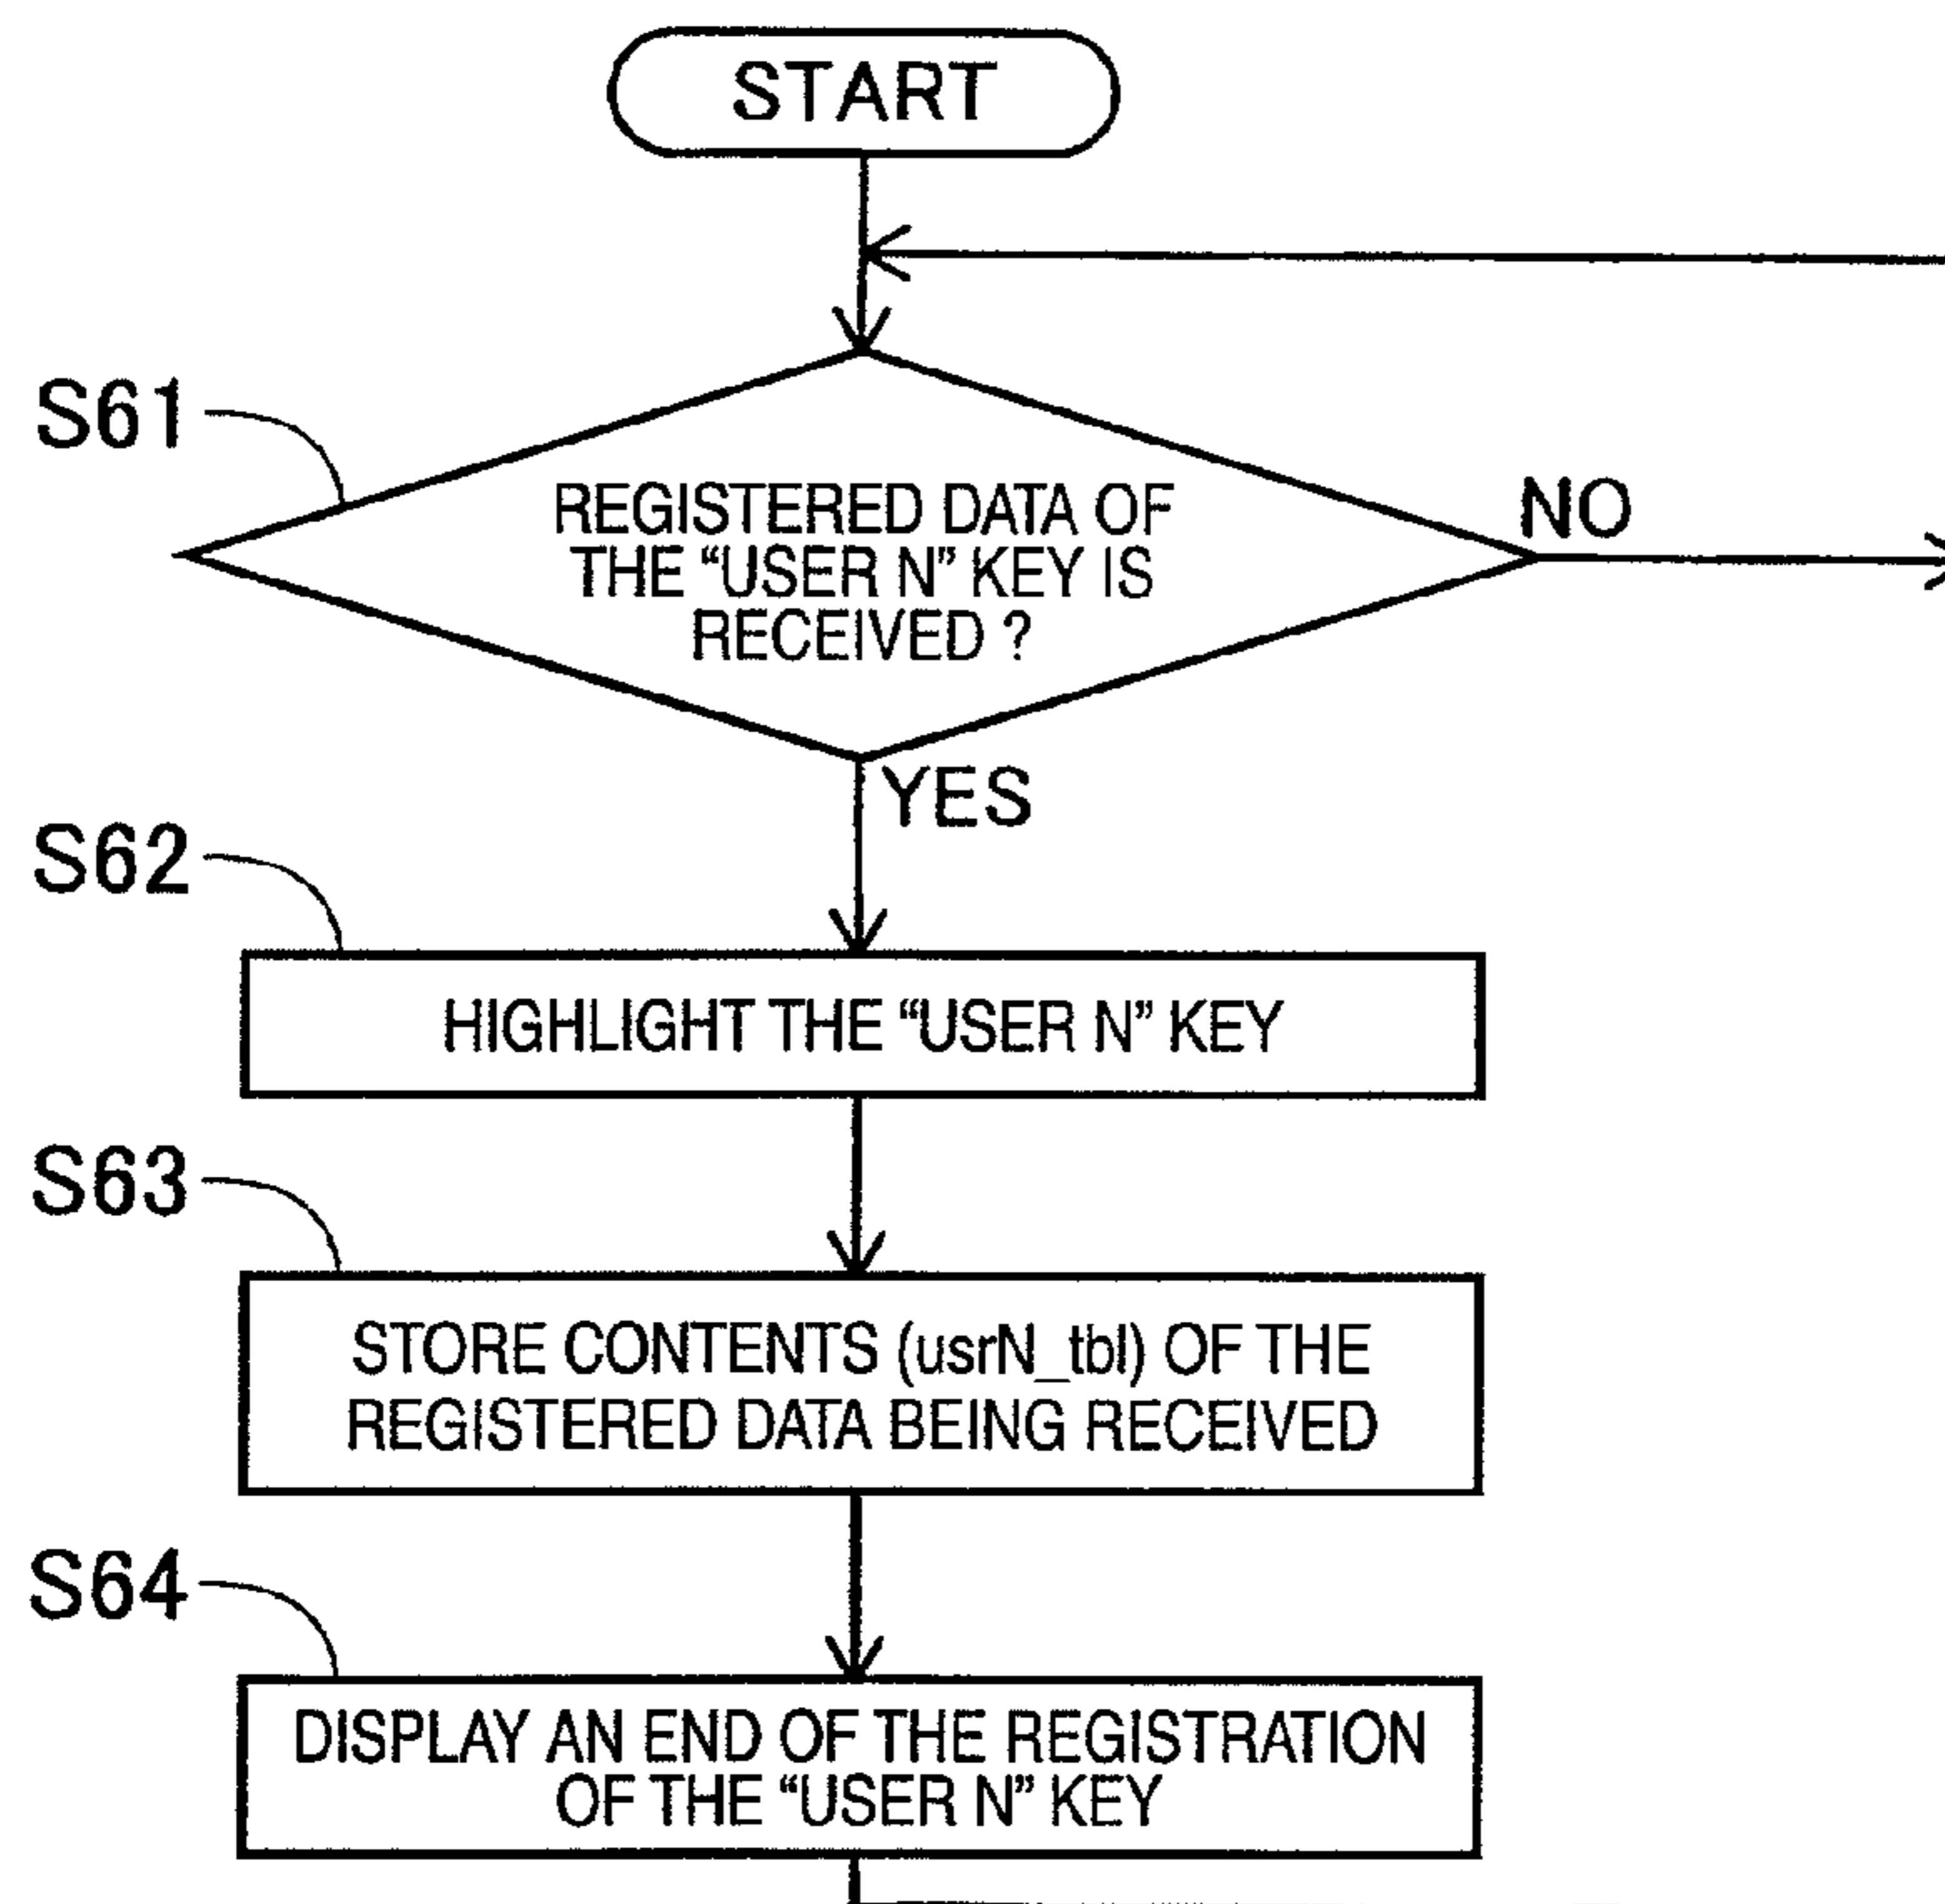 START
S61
REGISTERED DATA OF
THE “USER N” KEY IS
RECEIVED ?
NO
YES
S62
HIGHLIGHT THE “USER N” KEY
S63
STORE CONTENTS (usrN_tbl) OF THE
REGISTERED DATA BEING RECEIVED
S64
DISPLAY AN END OF THE REGISTRATION
OF THE “USER N” KEY